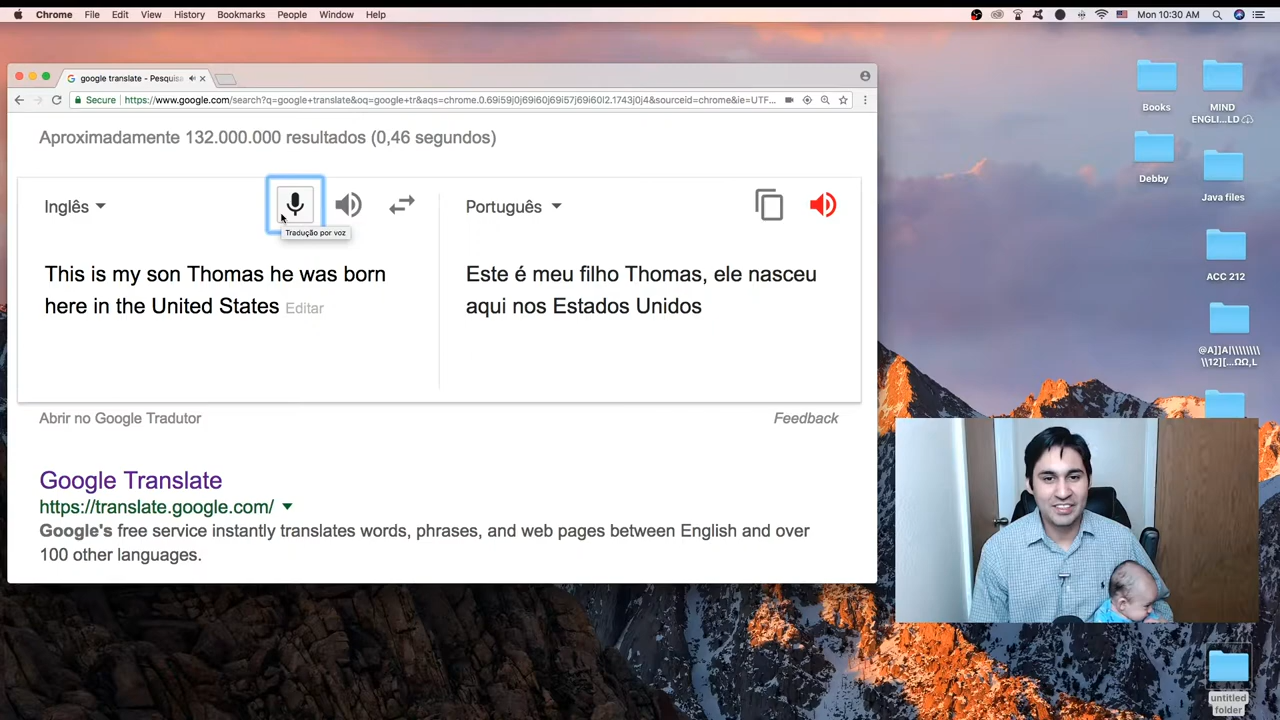 Chrome File Edit View History Bookmarks People Window Help
Mon 10:30 AM
google translate - Pesquisa
Secure https://www.google.com/search?q=google+translate&oq=google+tr&aqs=chrome.0.69i59j0j69i60j69i57j69i60l2.1743j0j4&sourceid=chrome&ie=UTF...
Aproximadamente 132.000.000 resultados (0,46 segundos)
Inglês
Português
Tradução por voz
This is my son Thomas he was born
here in the United States Editar
Este é meu filho Thomas, ele nasceu
aqui nos Estados Unidos
Abrir no Google Tradutor
Feedback
Google Translate
https://translate.google.com/
Google's free service instantly translates words, phrases, and web pages between English and over
100 other languages.
Books
MIND
ENGLI...LD
Debby
Java files
ACC 212
untitled
folder